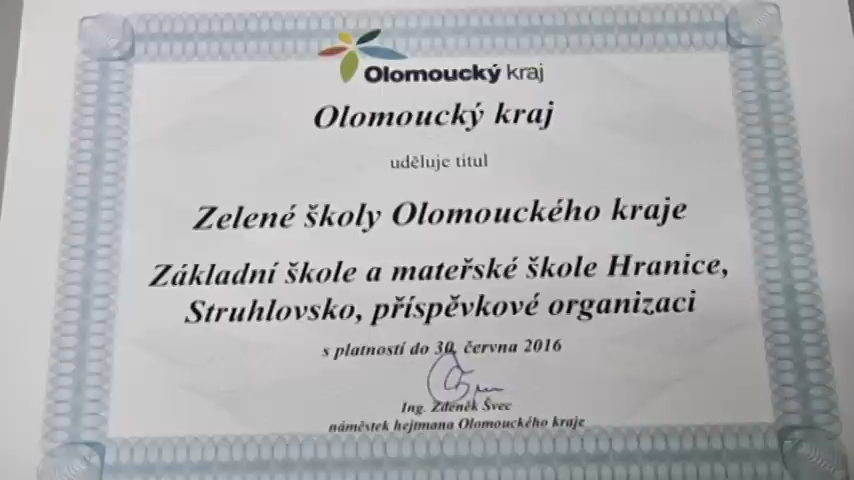 Olomoucký kraj
Olomoucký kraj
uděluje titul
Zelené školy Olomouckého kraje
Základní škole a mateřské škole Hranice,
Struhlovsko, příspěvkové organizaci
s platností do 30. června 2016
Ing. Zdeněk Švec
náměstek hejtmana Olomouckého kraje